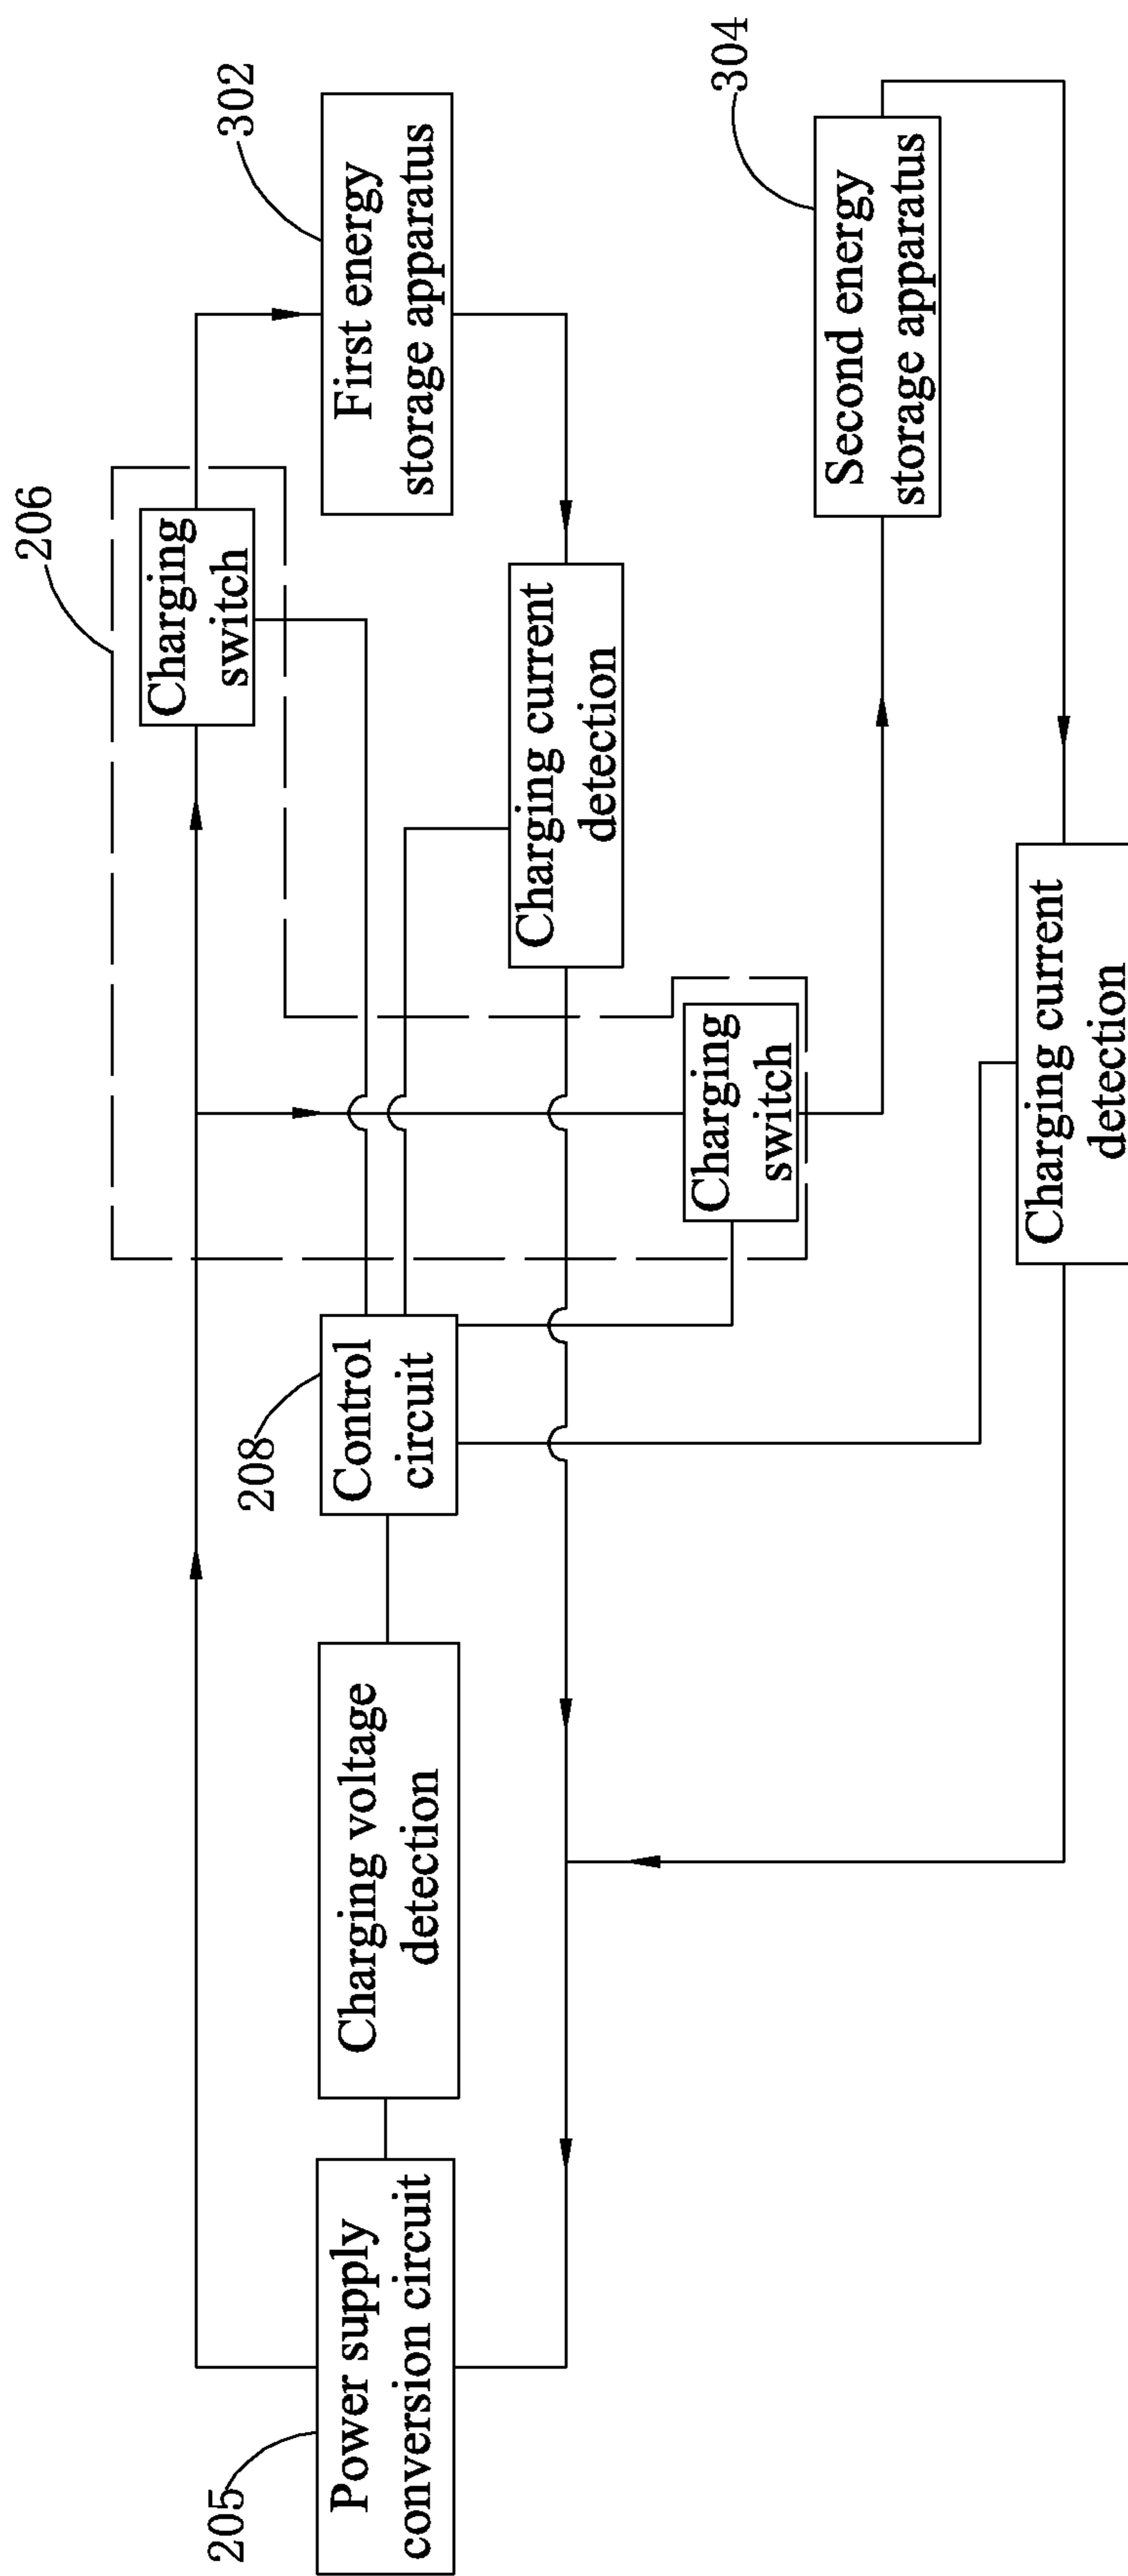 206
Charging
switch
302
First energy
storage apparatus
208
Control
circuit
Charging current
detection
205
Power supply
conversion circuit
Charging voltage
detection
Charging
switch
304
Second energy
storage apparatus
Charging current
detection